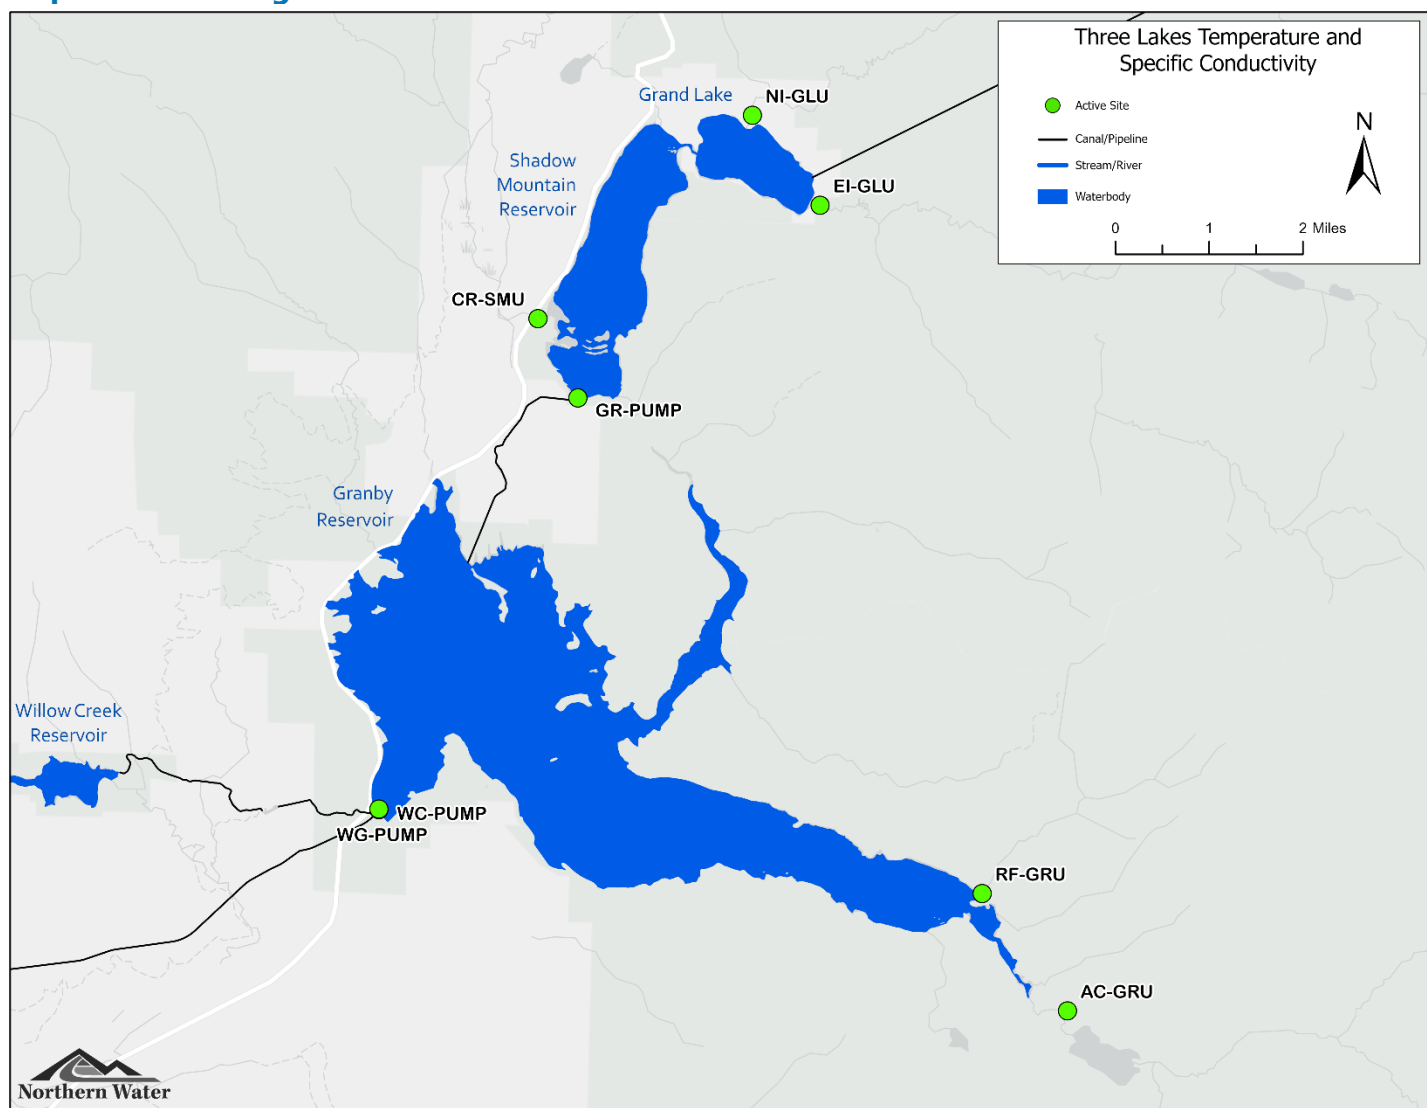 Three Lakes Temperature and
Specific Conductivity
Active Site
Canal/Pipeline
Stream/River
Waterbody
N
0 1 2 Miles
Grand Lake
NI-GLU
EI-GLU
Shadow
Mountain
Reservoir
CR-SMU
GR-PUMP
Granby
Reservoir
Willow Creek
Reservoir
WC-PUMP
WG-PUMP
RF-GRU
AC-GRU
Northern Water